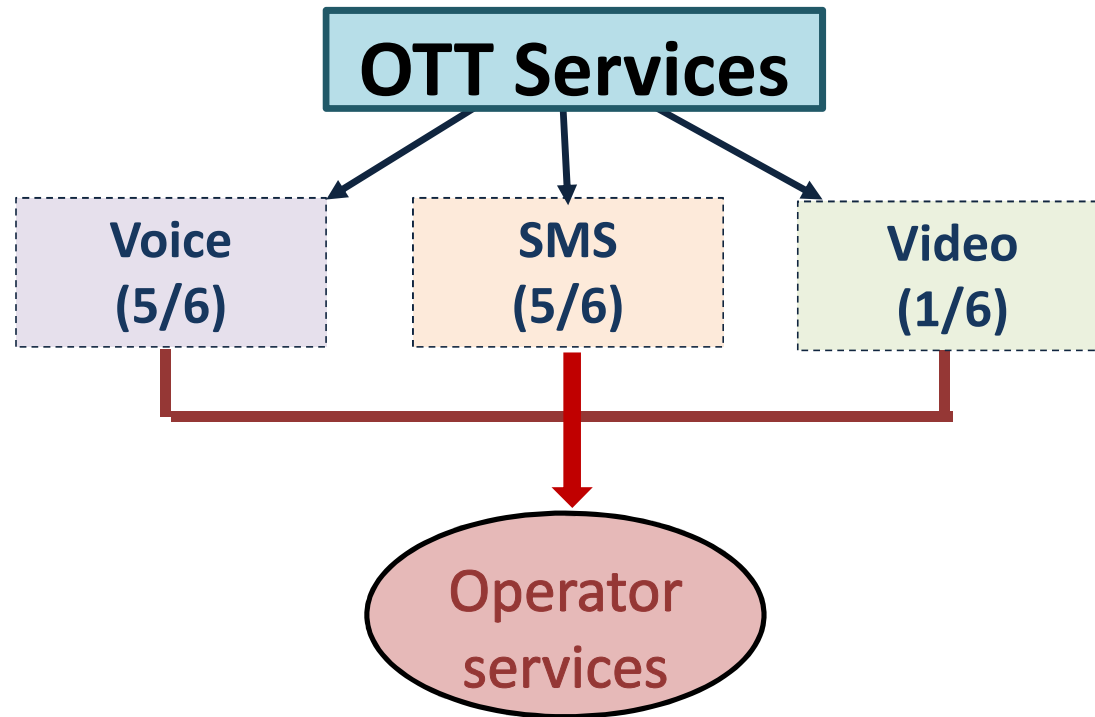 OTT Services
Voice
(5/6)
SMS
(5/6)
Video
(1/6)
Operator
services